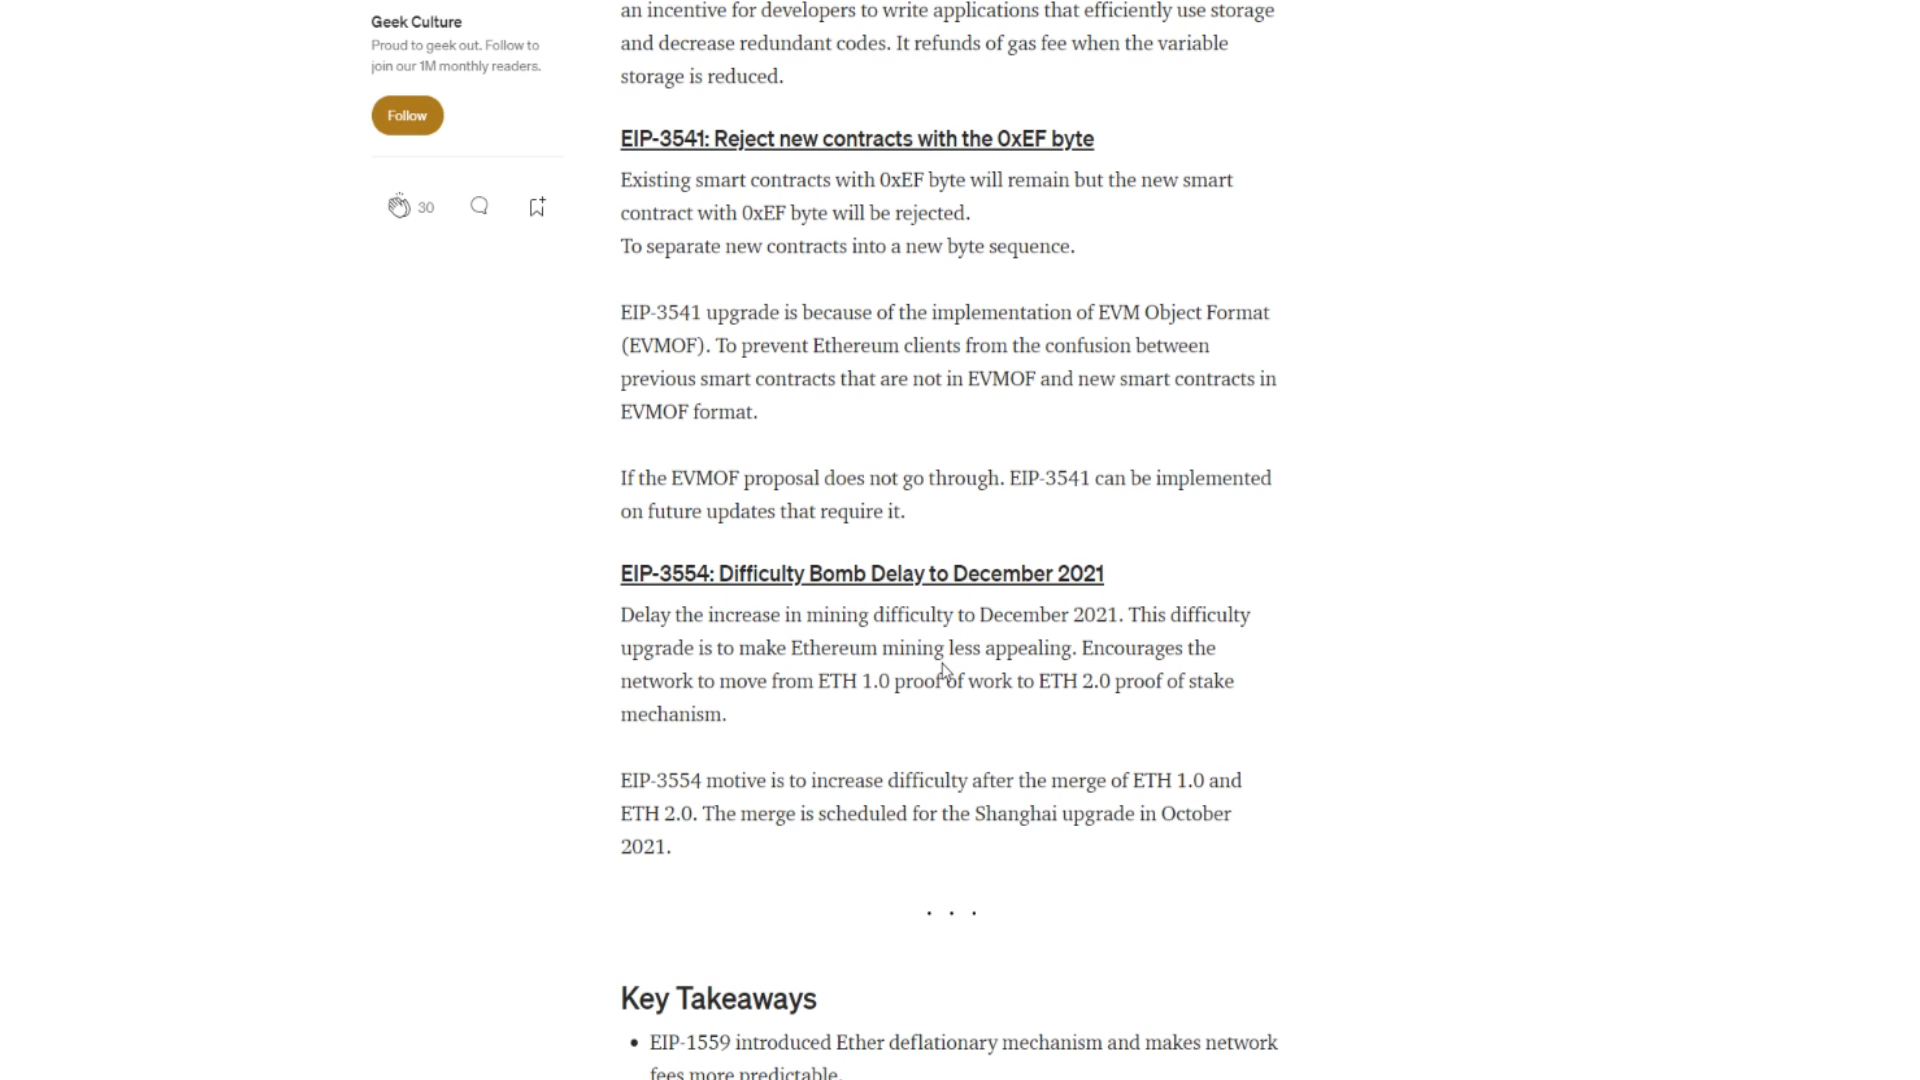 Geek Culture
Proud to geek out. Follow to
join our 1M monthly readers.
Follow
30
an incentive for developers to write applications that efficiently use storage
and decrease redundant codes. It refunds of gas fee when the variable
storage is reduced.
EIP-3541: Reject new contracts with the 0xEF byte
Existing smart contracts with 0xEF byte will remain but the new smart
contract with 0xEF byte will be rejected.
To separate new contracts into a new byte sequence.
EIP-3541 upgrade is because of the implementation of EVM Object Format
(EVMOF). To prevent Ethereum clients from the confusion between
previous smart contracts that are not in EVMOF and new smart contracts in
EVMOF format.
If the EVMOF proposal does not go through. EIP-3541 can be implemented
on future updates that require it.
EIP-3554: Difficulty Bomb Delay to December 2021
Delay the increase in mining difficulty to December 2021. This difficulty
upgrade is to make Ethereum mining less appealing. Encourages the
network to move from ETH 1.0 proof of work to ETH 2.0 proof of stake
mechanism.
EIP-3554 motive is to increase difficulty after the merge of ETH 1.0 and
ETH 2.0. The merge is scheduled for the Shanghai upgrade in October
2021.
. . .
Key Takeaways
• EIP-1559 introduced Ether deflationary mechanism and makes network
fees more predictable.